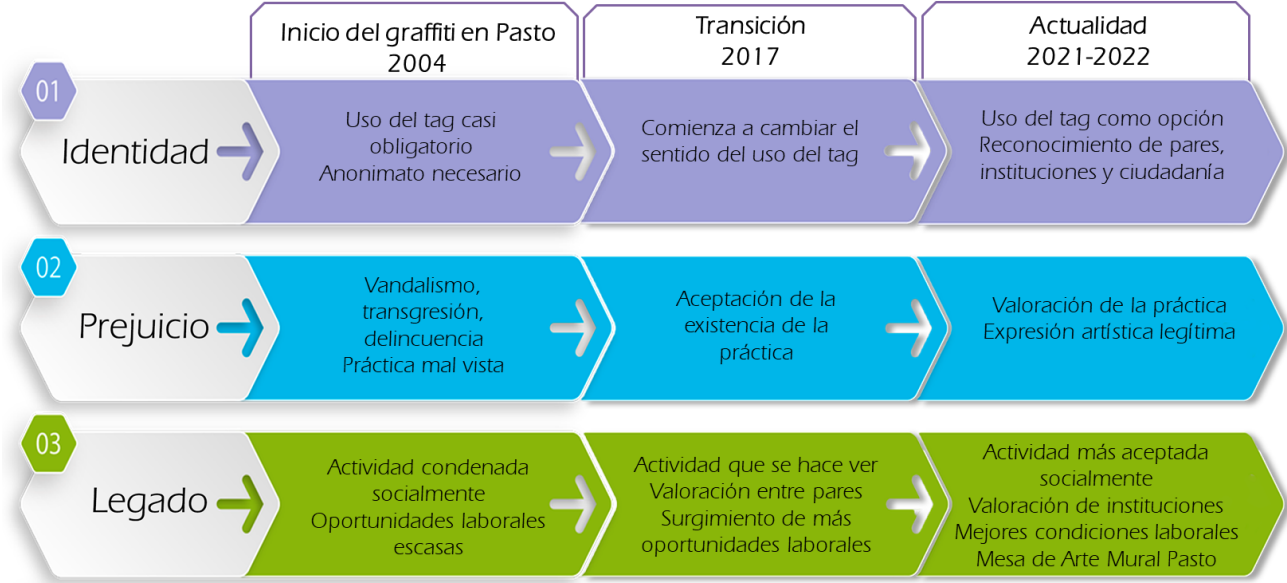 Inicio del graffiti en Pasto
2004
Transición
2017
Actualidad
2021-2022
01
Identidad
Uso del tag casi
obligatorio
Anonimato necesario
Comienza a cambiar el
sentido del uso del tag
Uso del tag como opción
Reconocimiento de pares,
instituciones y ciudadanía
02
Prejuicio
Vandalismo,
transgresión,
delincuencia
Práctica mal vista
Aceptación de la
existencia de la
práctica
Valoración de la práctica
Expresión artística legítima
03
Legado
Actividad condenada
socialmente
Oportunidades laborales
escasas
Actividad que se hace ver
Valoración entre pares
Surgimiento de más
oportunidades laborales
Actividad más aceptada
socialmente
Valoración de instituciones
Mejores condiciones laborales
Mesa de Arte Mural Pasto